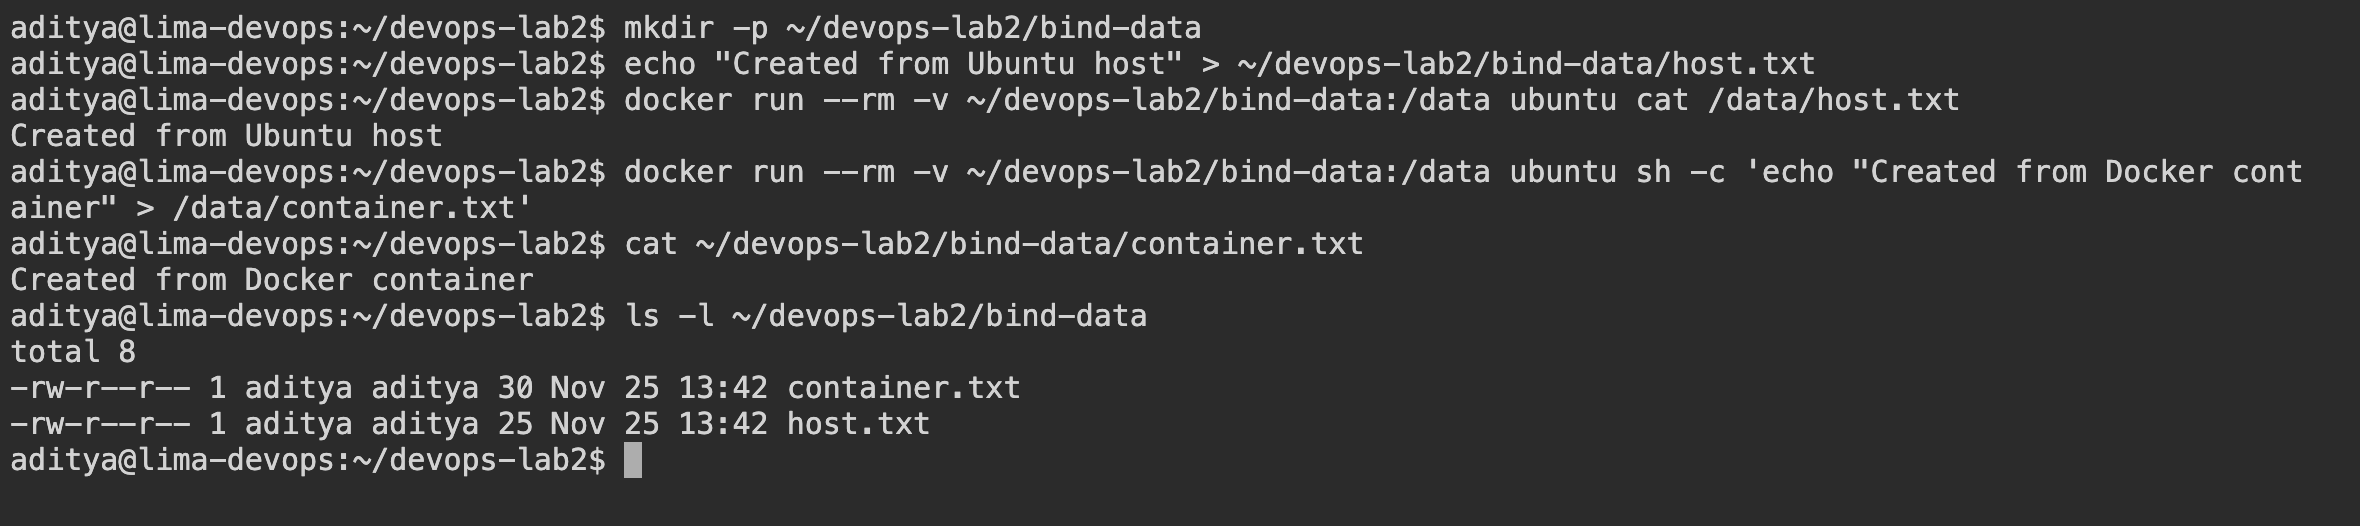 aditya@lima-devops:~/devops-lab2$ mkdir -p ~/devops-lab2/bind-data
aditya@lima-devops:~/devops-lab2$ echo "Created from Ubuntu host" > ~/devops-lab2/bind-data/host.txt
aditya@lima-devops:~/devops-lab2$ docker run --rm -v ~/devops-lab2/bind-data:/data ubuntu cat /data/host.txt
Created from Ubuntu host
aditya@lima-devops:~/devops-lab2$ docker run --rm -v ~/devops-lab2/bind-data:/data ubuntu sh -c 'echo "Created from Docker cont
ainer" > /data/container.txt'
aditya@lima-devops:~/devops-lab2$ cat ~/devops-lab2/bind-data/container.txt
Created from Docker container
aditya@lima-devops:~/devops-lab2$ ls -l ~/devops-lab2/bind-data
total 8
-rw-r--r-- 1 aditya aditya 30 Nov 25 13:42 container.txt
-rw-r--r-- 1 aditya aditya 25 Nov 25 13:42 host.txt
aditya@lima-devops:~/devops-lab2$